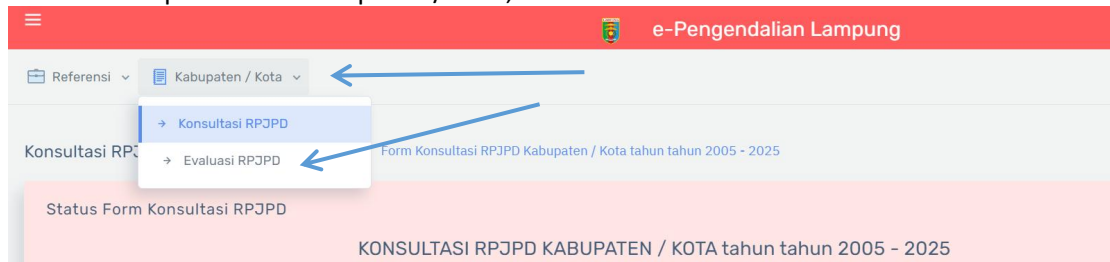 e-Pengendalian Lampung
Referensi
Kabupaten / Kota
Konsultasi RPJPD
Evaluasi RPJPD
Konsultasi RPJ
Form Konsultasi RPJPD Kabupaten / Kota tahun tahun 2005 - 2025
Status Form Konsultasi RPJPD
KONSULTASI RPJPD KABUPATEN / KOTA tahun tahun 2005 - 2025